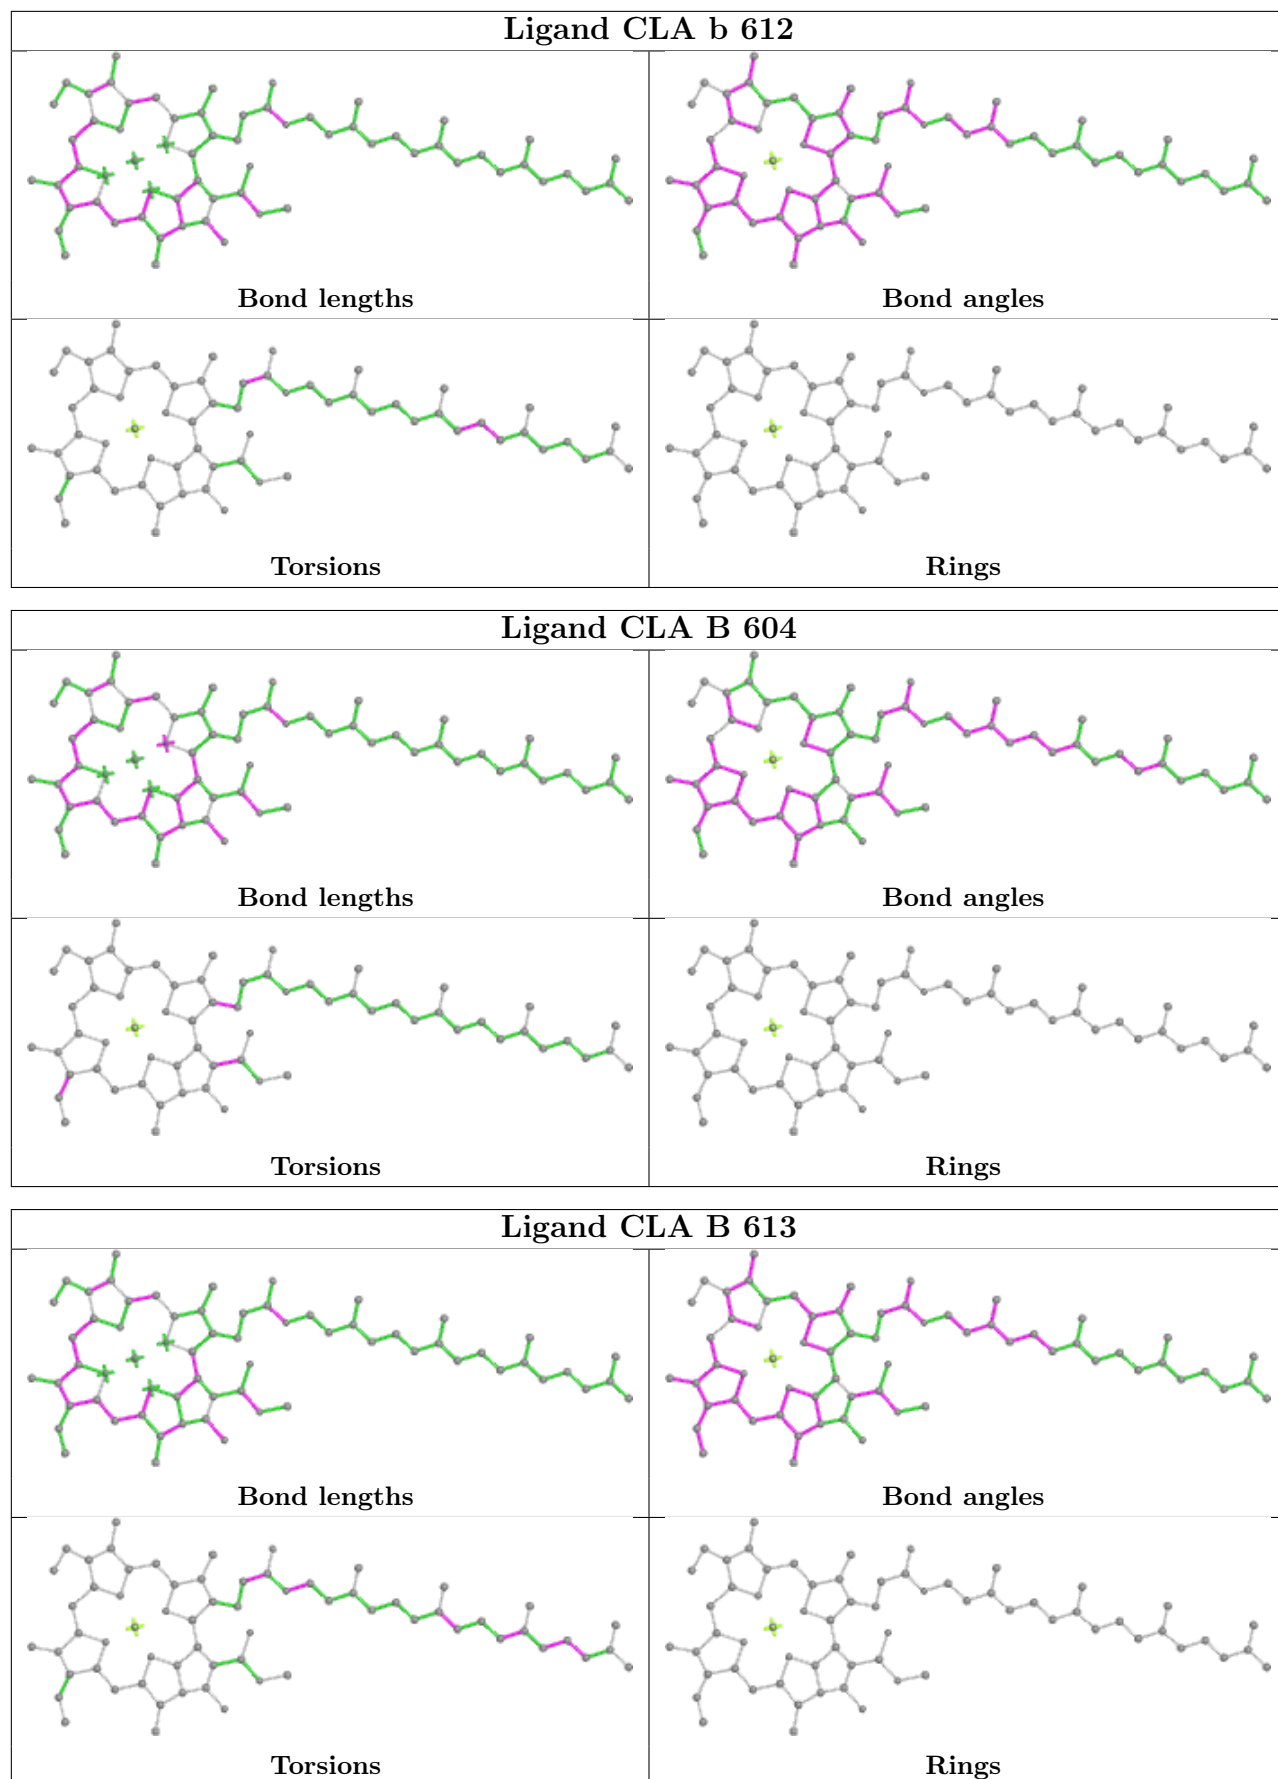 Ligand CLA b 612
Bond lengths
Bond angles
Torsions
Rings
Ligand CLA B 604
Bond lengths
Bond angles
Torsions
Rings
Ligand CLA B 613
Bond lengths
Bond angles
Torsions
Rings